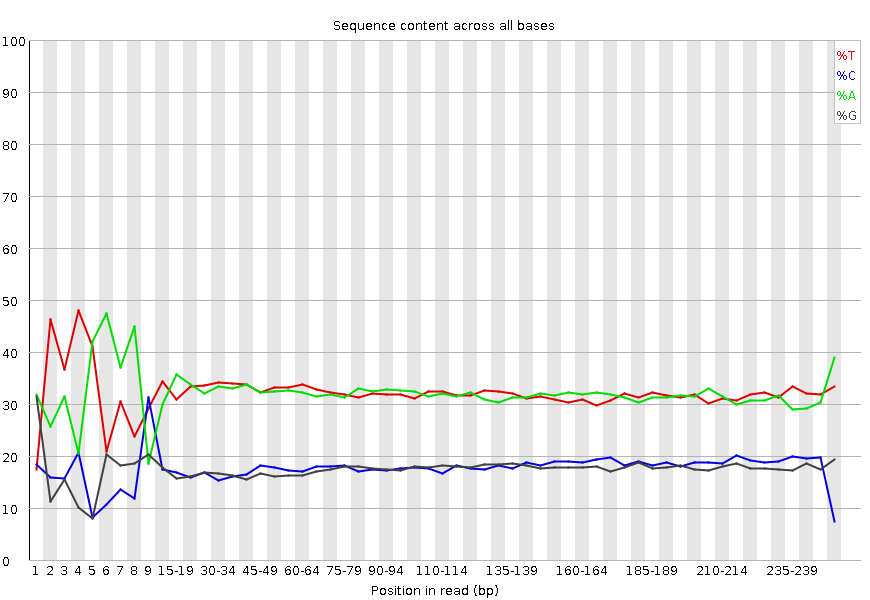 Sequence content across all bases
100
90
80
70
60
50
40
30
20
10
0
%T
%C
%A
%G
1 2 3 4 5 6 7 8 9 15-19 30-34 45-49 60-64 75-79 90-94 110-114 135-139 160-164 185-189 210-214 235-239
Position in read (bp)